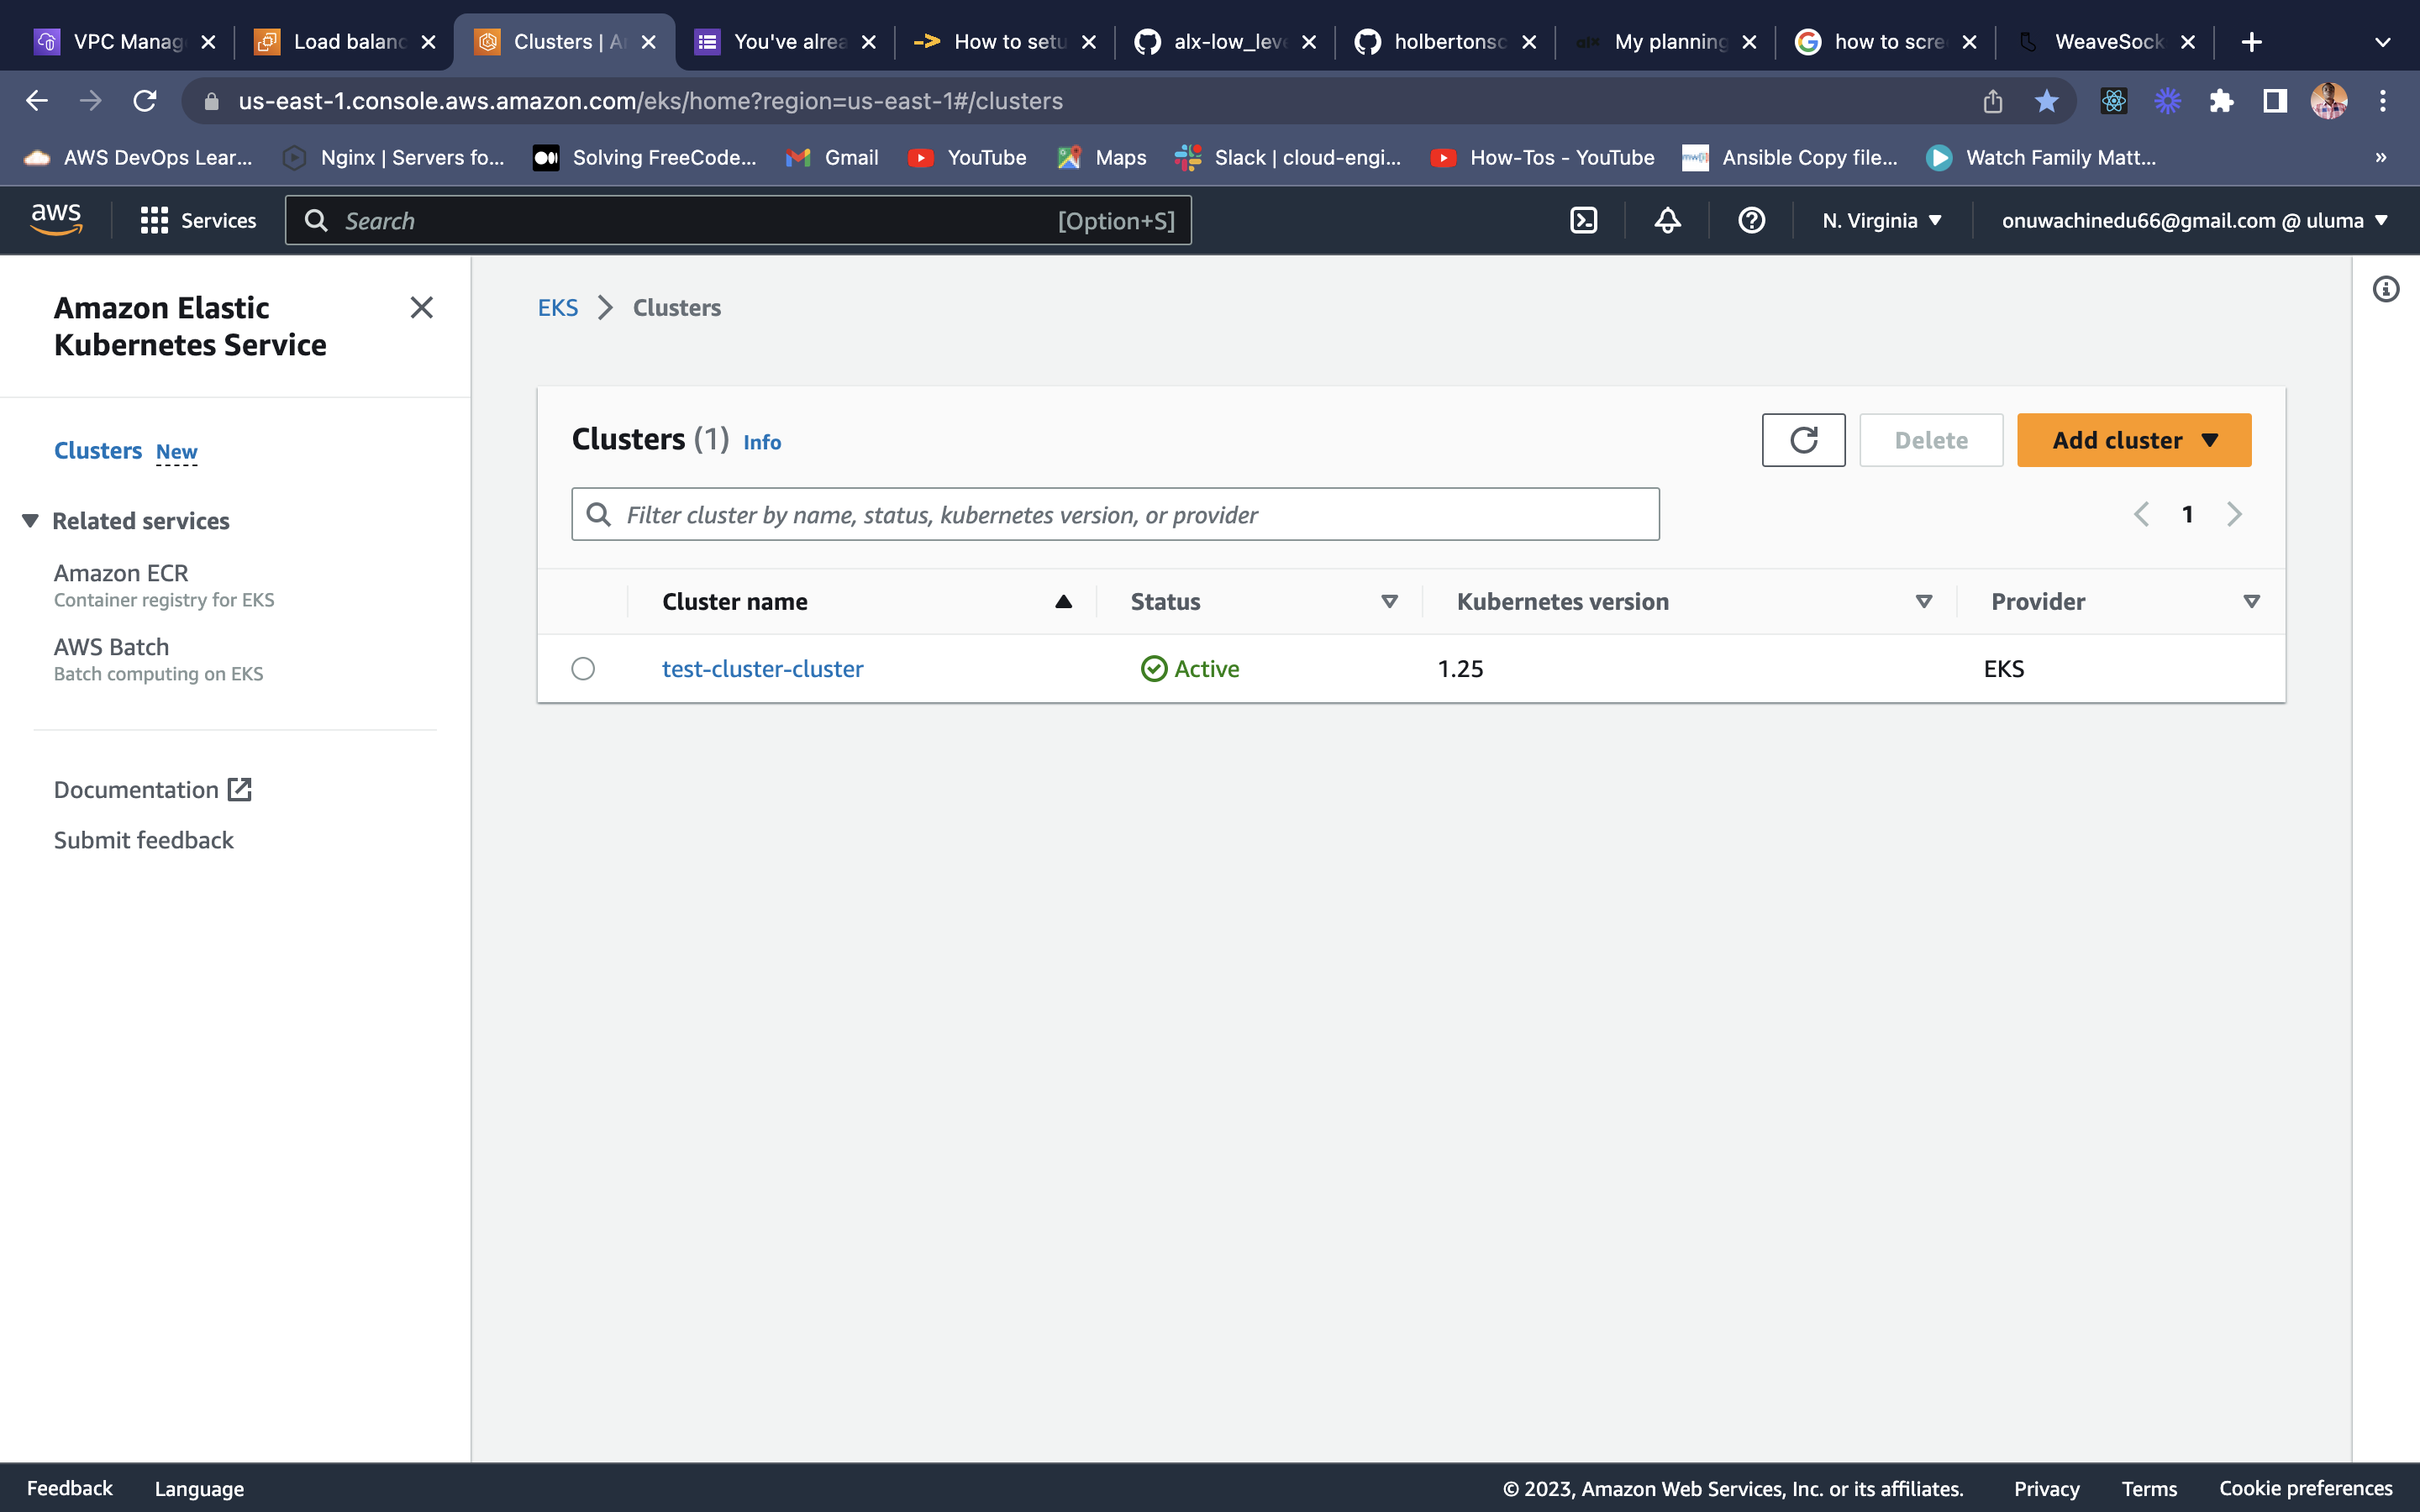 VPC Manag
Load balanc
Clusters | A
You've alrea
How to setu
alx-low_leve
holbertonsc
My planning
how to scre
WeaveSock
us-east-1.console.aws.amazon.com/eks/home?region=us-east-1#/clusters
AWS DevOps Lear...
Nginx | Servers fo...
Solving FreeCode...
Gmail
YouTube
Maps
Slack | cloud-engi...
How-Tos - YouTube
Ansible Copy file...
Watch Family Matt...
»
aws
Services
Search
[Option+S]
N. Virginia
onuwachinedu66@gmail.com @ uluma
Amazon Elastic
Kubernetes Service
Clusters New
Related services
Amazon ECR
Container registry for EKS
AWS Batch
Batch computing on EKS
Documentation
Submit feedback
EKS > Clusters
Clusters (1) Info
Delete
Add cluster
Filter cluster by name, status, kubernetes version, or provider
1
Cluster name
Status
Kubernetes version
Provider
test-cluster-cluster
Active
1.25
EKS
Feedback
Language
© 2023, Amazon Web Services, Inc. or its affiliates.
Privacy
Terms
Cookie preferences